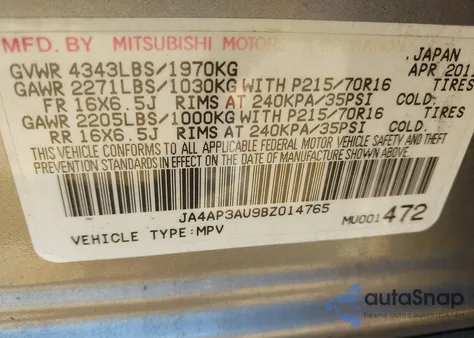 MFD. BY MITSUBISHI MOTOR JAPAN
GVWR 4343LBS/1970KG APR 201
GAWR 2271LBS/1030KG WITH P215/70R16 TIRES
FR 16X6.5J RIMS AT 240KPA/35PSI COLD.
GAWR 2205LBS/1000KG WITH P215/70R16 TIRES
RR 16X6.5J RIMS AT 240KPA/35PSI COLD.
THIS VEHICLE CONFORMS TO ALL APPLICABLE FEDERAL MOTOR VEHICLE SAFETY AND THEFT
PREVENTION STANDARDS IN EFFECT ON THE DATE OF MANUFACTURE SHOWN ABOVE.
JA4AP3AU9BZ014765
VEHICLE TYPE:MPV MU001472
autoSnap